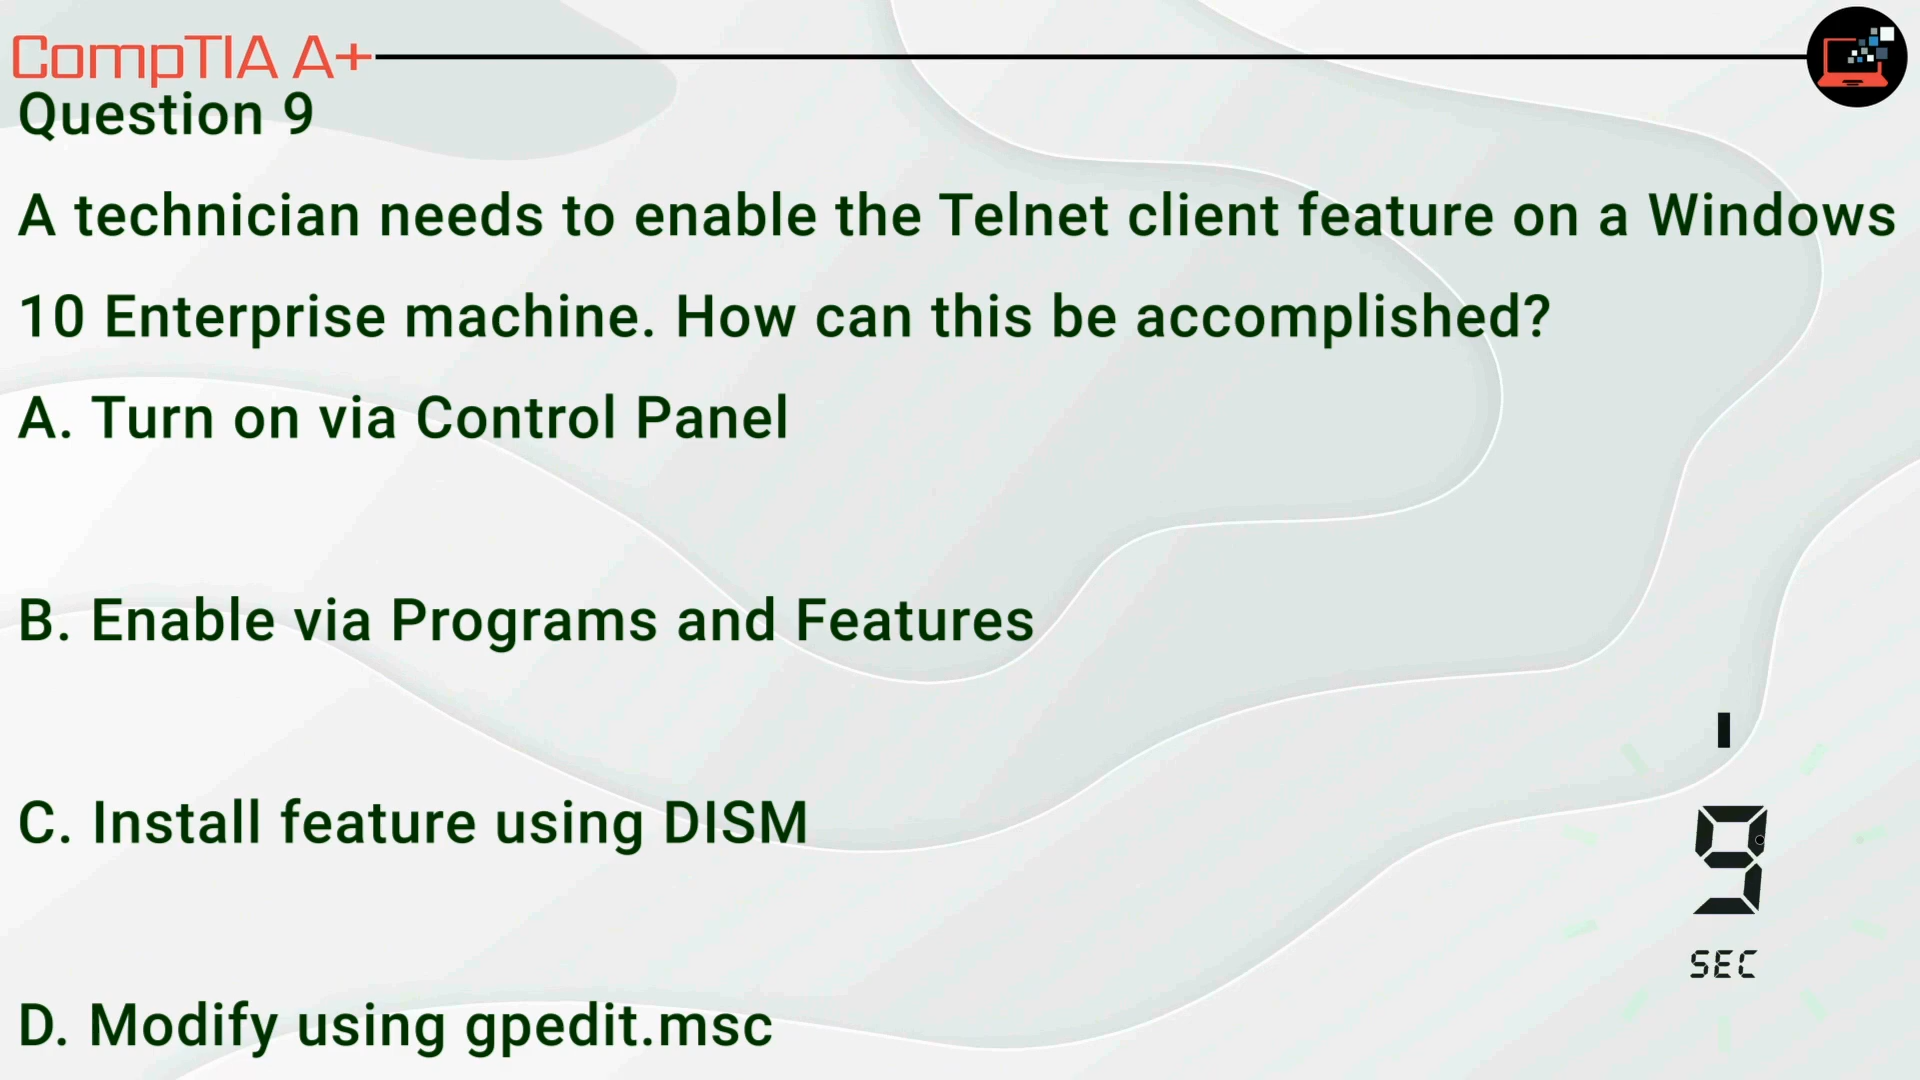 CompTIA A+
Question 9
A technician needs to enable the Telnet client feature on a Windows
10 Enterprise machine. How can this be accomplished?
A. Turn on via Control Panel
B. Enable via Programs and Features
C. Install feature using DISM
D. Modify using gpedit.msc
9
SEC